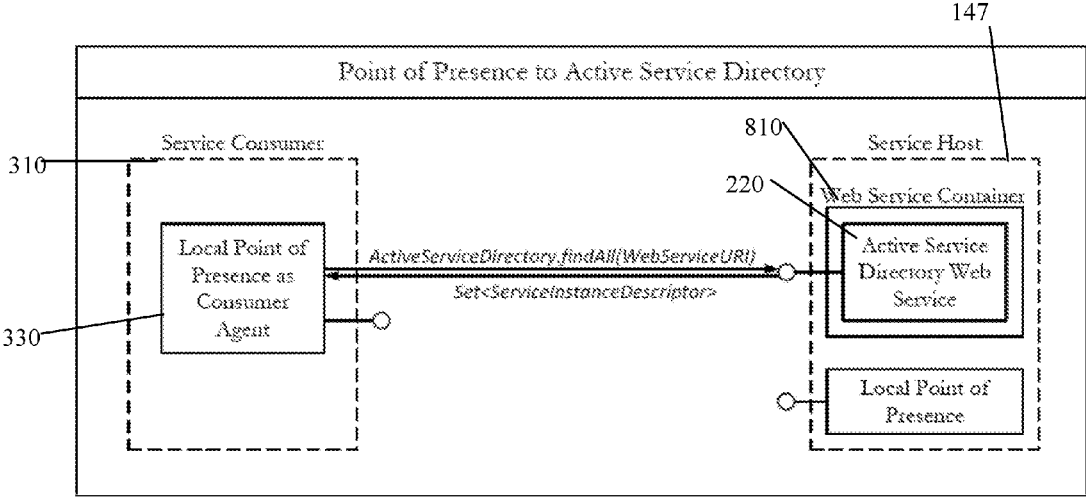 147
Point of Presence to Active Service Directory
810
Service Consumer
Service Host
310
220
Web Service Container
Local Point of
Presence as
Consumer
Agent
ActiveServiceDirectory.findAll(WebServiceURI)
Set<ServiceInstanceDescriptor>
Active Service
Directory Web
Service
330
Local Point of
Presence